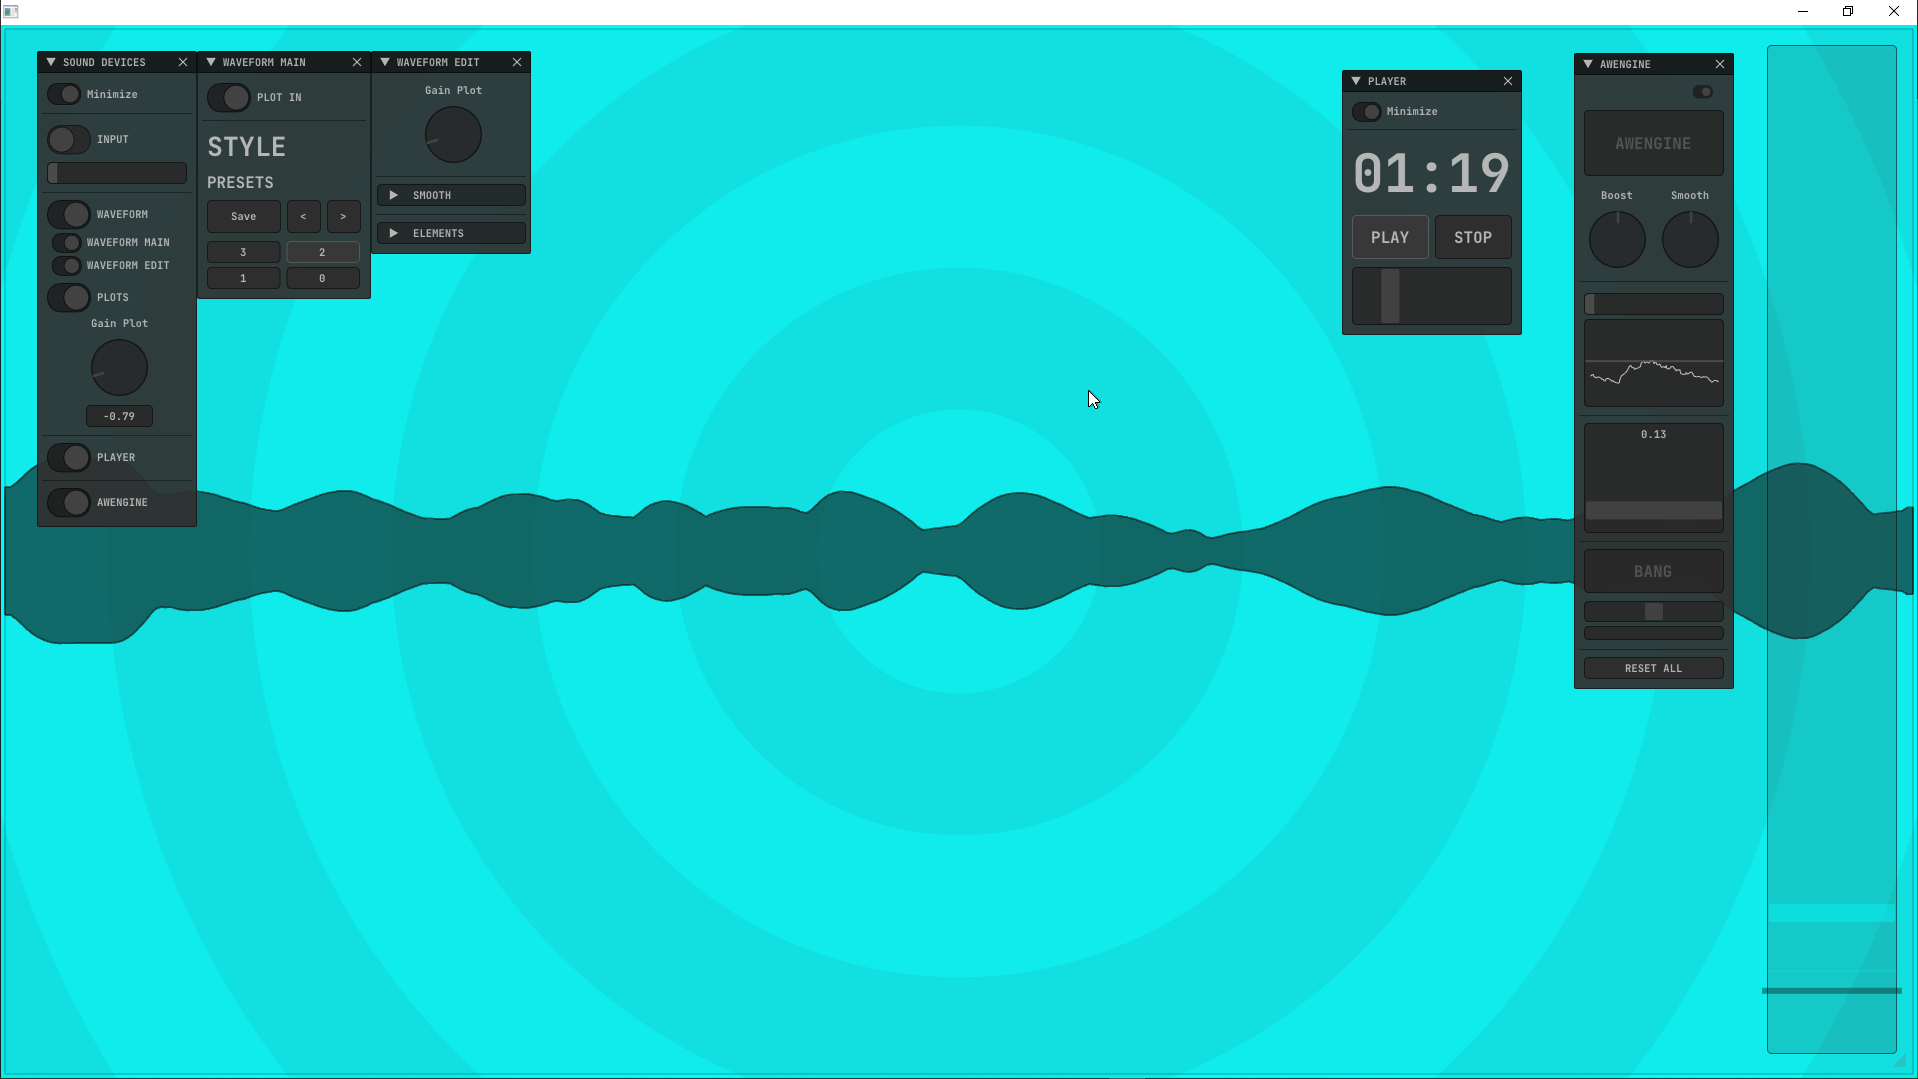 SOUND DEVICES
Minimize
INPUT
WAVEFORM
WAVEFORM MAIN
WAVEFORM EDIT
PLOTS
Gain Plot
-0.79
PLAYER
AWENGINE
WAVEFORM MAIN
PLOT IN
STYLE
PRESETS
Save < >
3 2
1 0
WAVEFORM EDIT
Gain Plot
SMOOTH
ELEMENTS
PLAYER
Minimize
01:19
PLAY STOP
AWENGINE
AWENGINE
Boost Smooth
0.13
BANG
RESET ALL